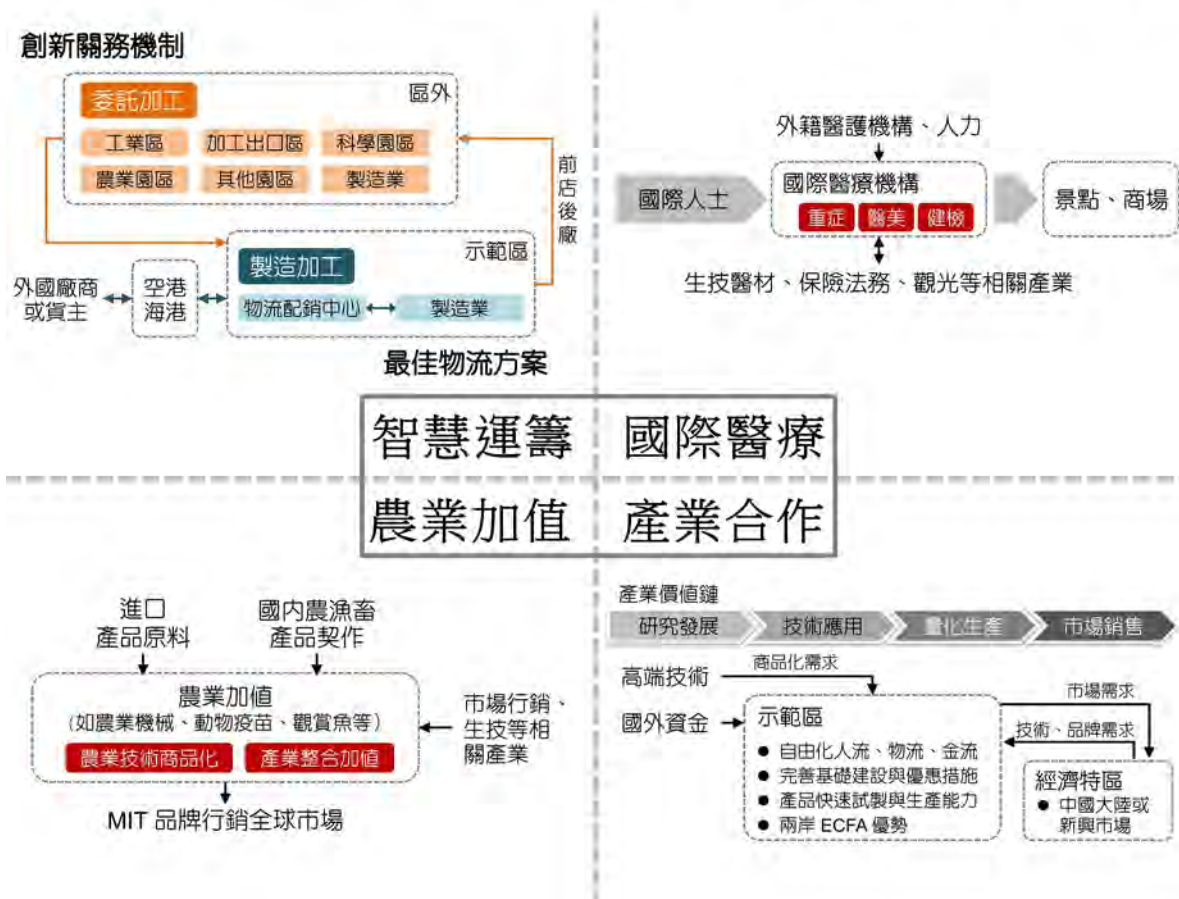 創新關務機制
委託加工
區外
工業區
加工出口區
科學園區
農業園區
其他園區
製造業
前店後廠
示範區
製造加工
物流配銷中心
製造業
外國廠商
或貨主
空港
海港
最佳物流方案
外籍醫護機構、人力
國際人士
國際醫療機構
重症
醫美
健檢
景點、商場
生技醫材、保險法務、觀光等相關產業
智慧運籌
國際醫療
農業加值
產業合作
進口
產品原料
國內農漁畜
產品契作
農業加值
(如農業機械、動物疫苗、觀賞魚等)
農業技術商品化
產業整合加值
市場行銷、
生技等相
關產業
MIT 品牌行銷全球市場
產業價值鏈
研究發展
技術應用
量化生產
市場銷售
高端技術
商品化需求
國外資金
示範區
● 自由化人流、物流、金流
● 完善基礎建設與優惠措施
● 產品快速試製與生產能力
● 兩岸 ECFA 優勢
市場需求
技術、品牌需求
經濟特區
● 中國大陸或
新興市場